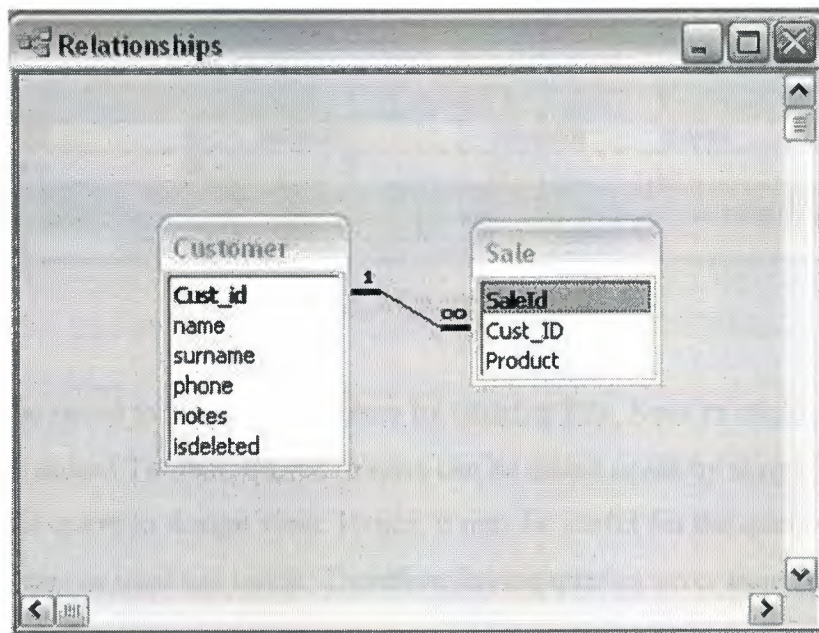 Relationships
Customer
Cust_id
name
surname
phone
notes
isdeleted
1
∞
Sale
SaleId
Cust_ID
Product